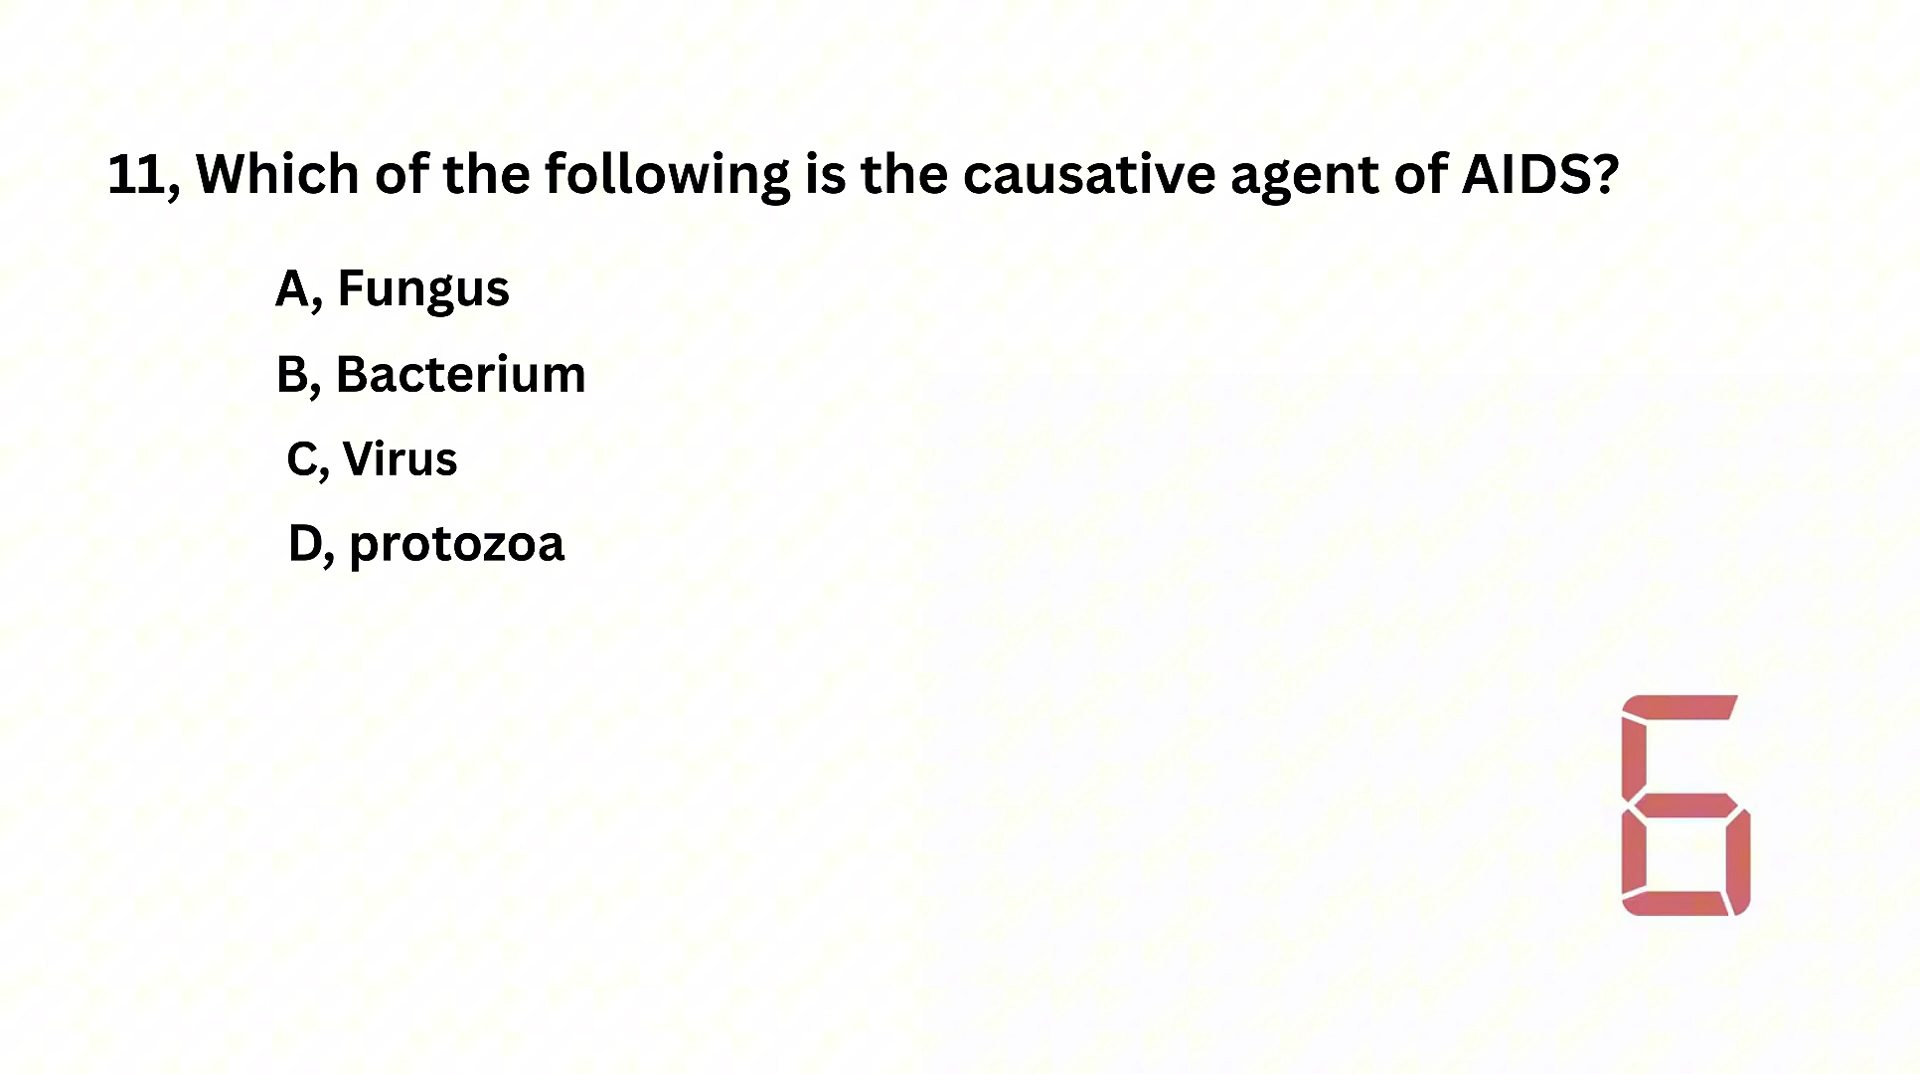 11, Which of the following is the causative agent of AIDS?
A, Fungus
B, Bacterium
C, Virus
D, protozoa
6